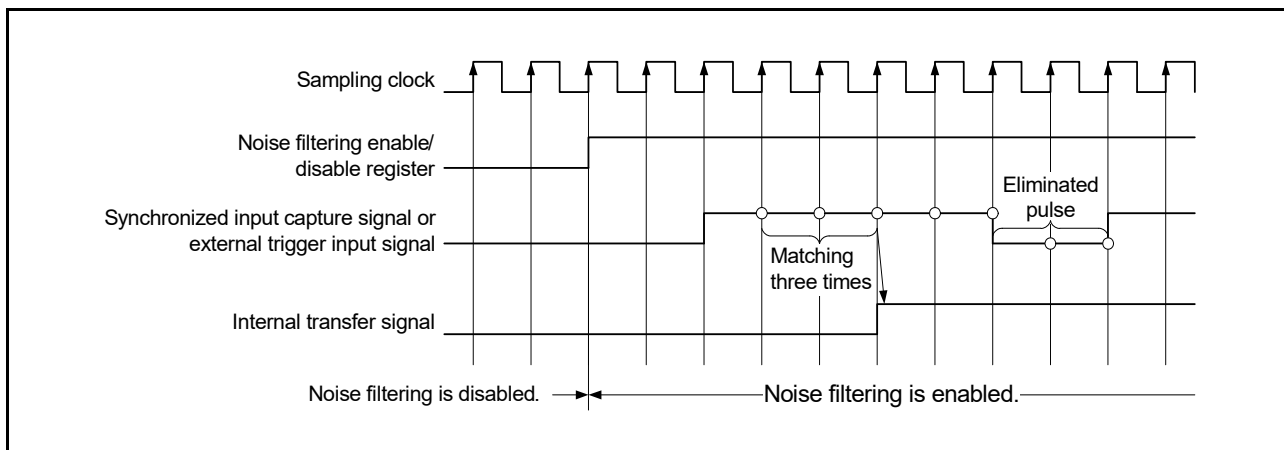 Sampling clock
Noise filtering enable/
disable register
Eliminated
pulse
Synchronized input capture signal or
external trigger input signal
Matching
three times
Internal transfer signal
Noise filtering is disabled.
Noise filtering is enabled.